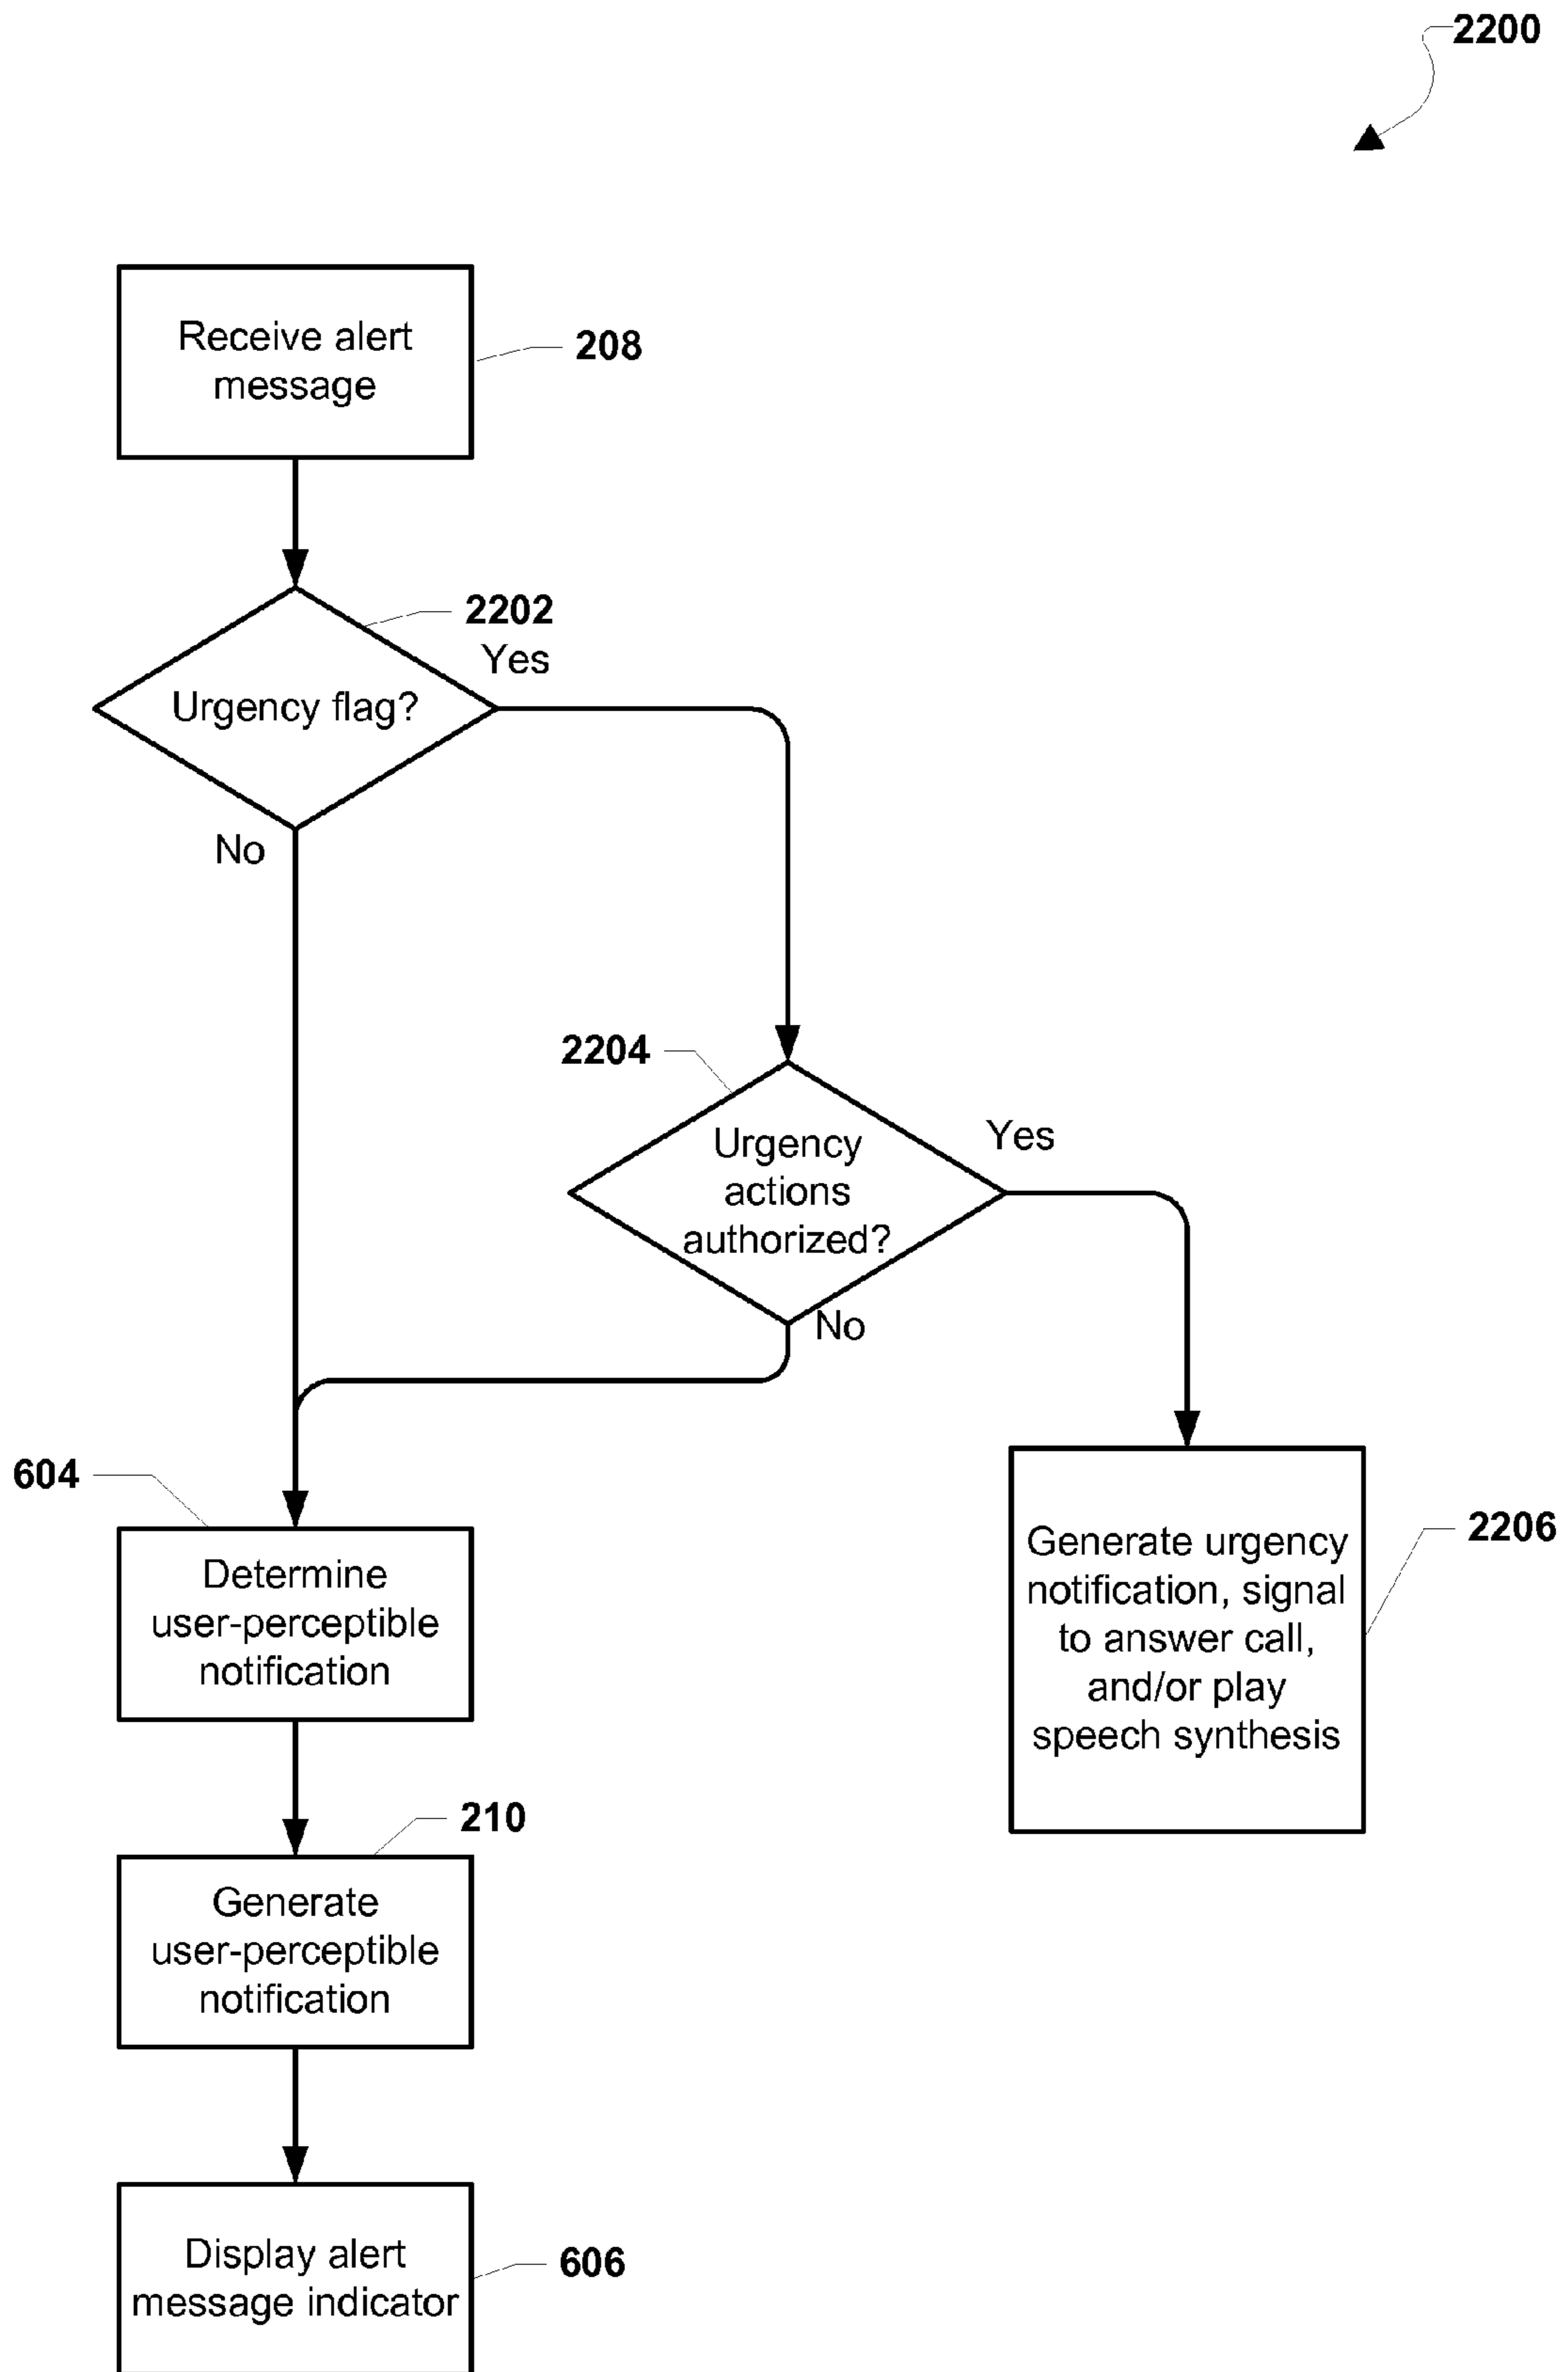 2200
Receive alert
message
208
2202
Yes
Urgency flag?
No
2204
Urgency
actions
authorized?
Yes
No
604
Determine
user-perceptible
notification
Generate urgency
notification, signal
to answer call,
and/or play
speech synthesis
2206
210
Generate
user-perceptible
notification
Display alert
message indicator
606